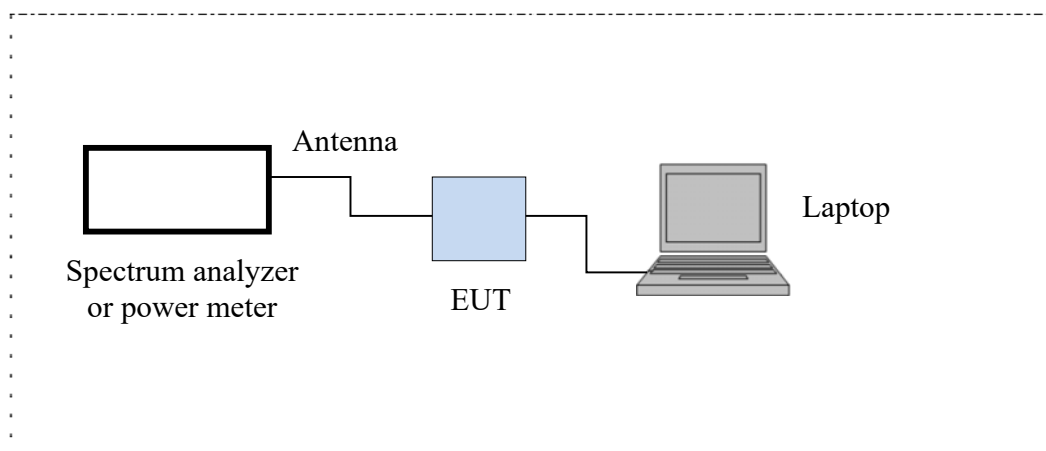 Antenna
Laptop
Spectrum analyzer
or power meter
EUT